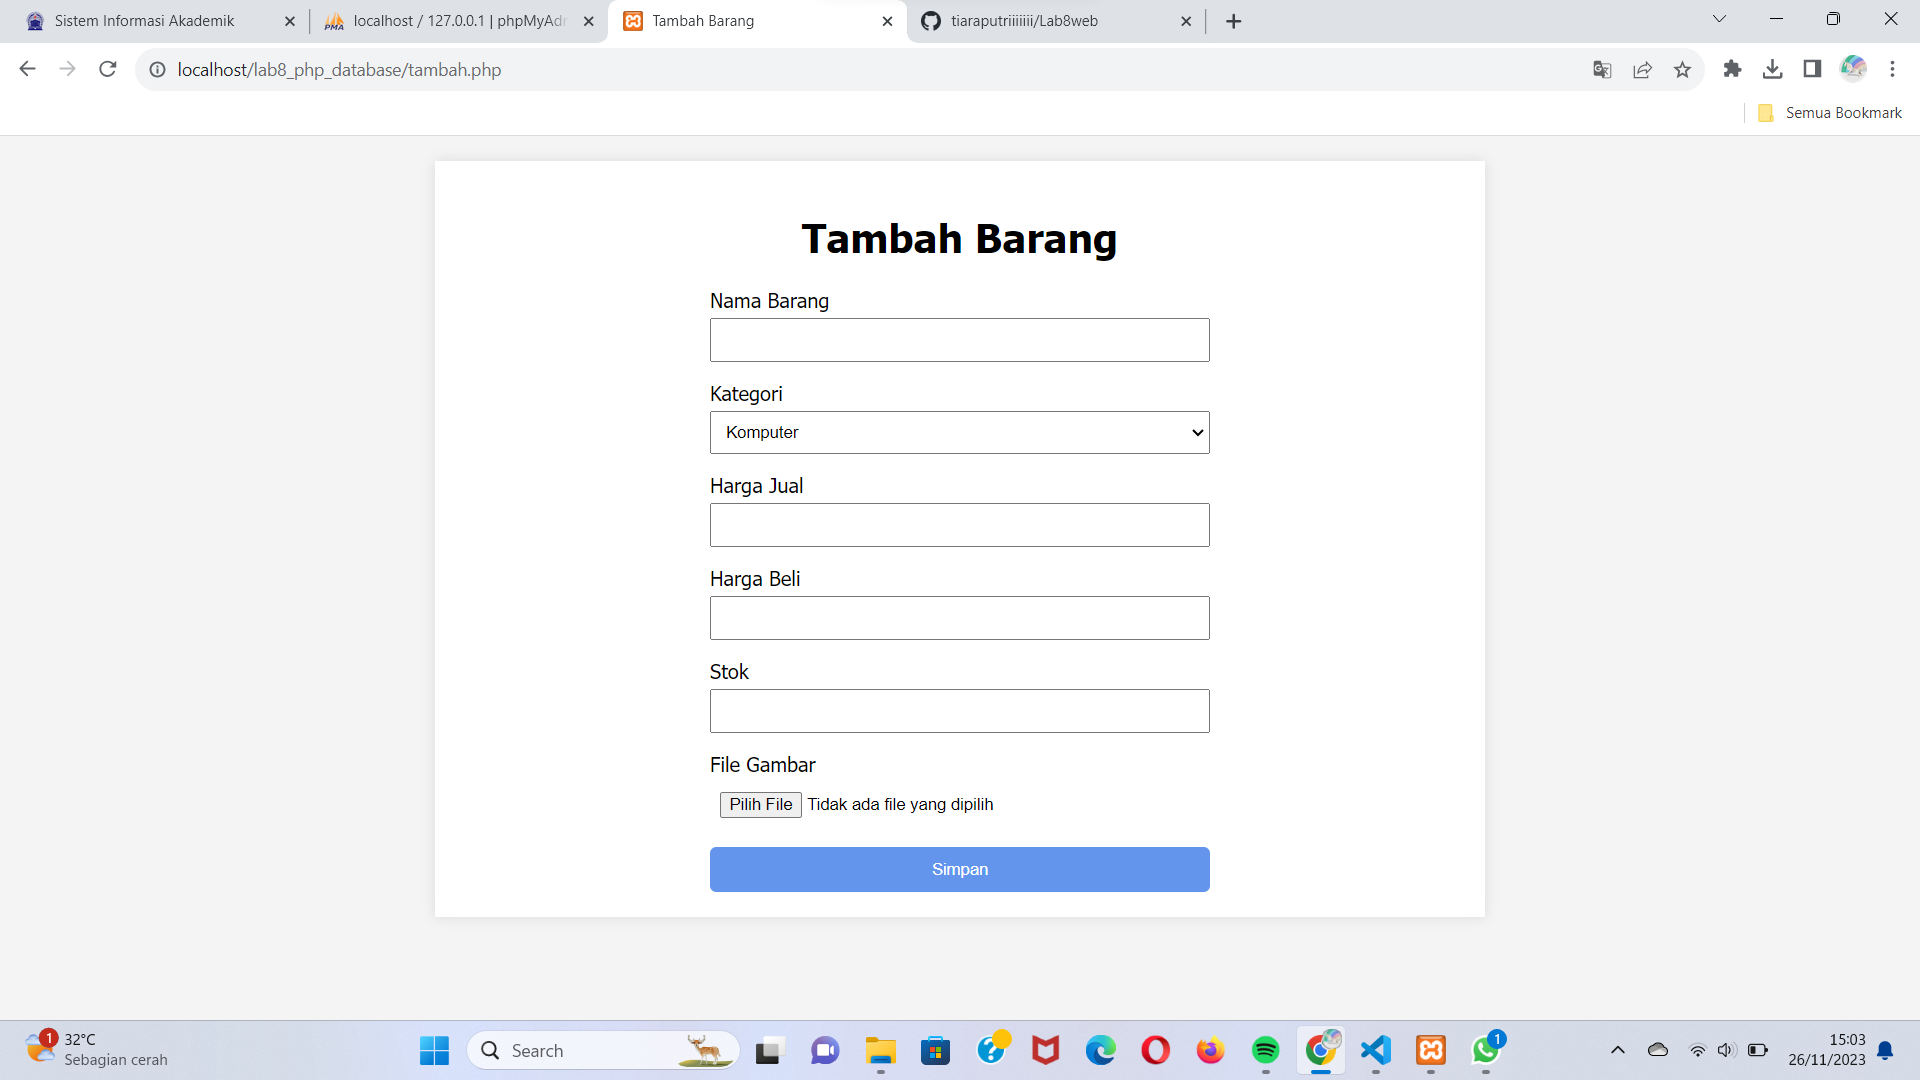 Sistem Informasi Akademik
localhost / 127.0.0.1 | phpMyAdr
Tambah Barang
tiaraputriiiiiiii/Lab8web
localhost/lab8_php_database/tambah.php
Semua Bookmark
Tambah Barang
Nama Barang
Kategori
Komputer
Harga Jual
Harga Beli
Stok
File Gambar
Pilih File Tidak ada file yang dipilih
Simpan
1
32°C
Sebagian cerah
Search
1
15:03
26/11/2023